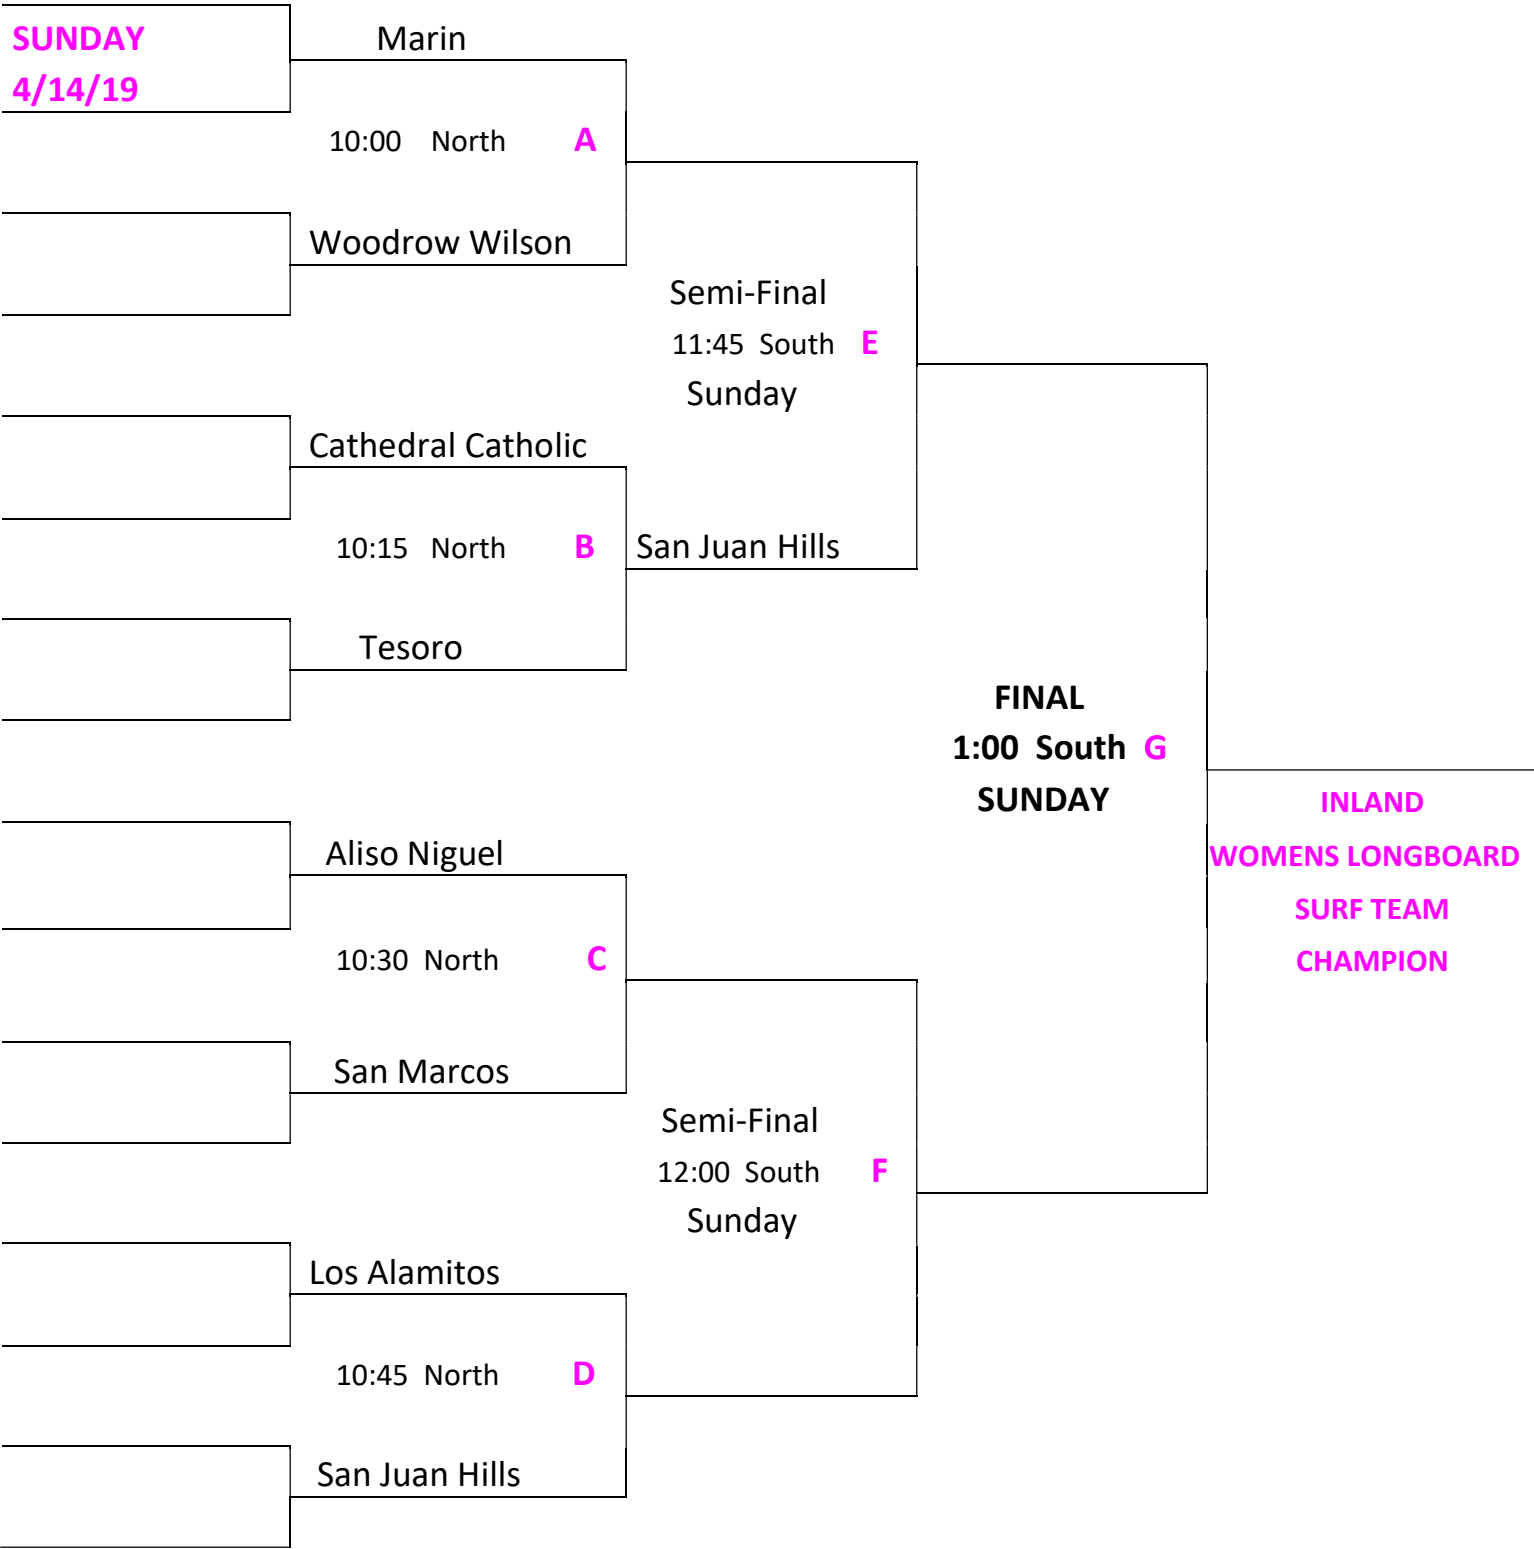 SUNDAY
4/14/19
Marin
10:00 North A
Woodrow Wilson
Semi-Final
11:45 South E
Sunday
Cathedral Catholic
10:15 North B
San Juan Hills
Tesoro
FINAL
1:00 South G
SUNDAY
INLAND
WOMENS LONGBOARD
SURF TEAM
CHAMPION
Aliso Niguel
10:30 North C
San Marcos
Semi-Final
12:00 South F
Sunday
Los Alamitos
10:45 North D
San Juan Hills